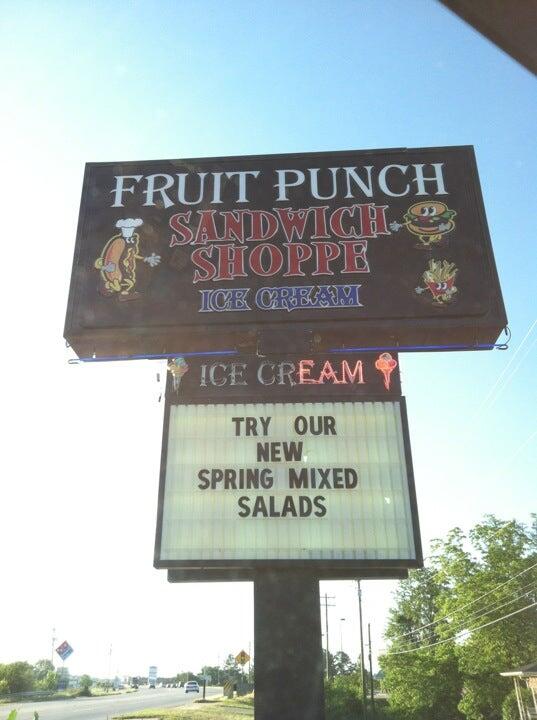 FRUIT PUNCH
SANDWICH
SHOPPE
ICE CREAM
ICE CREAM
TRY OUR
NEW
SPRING MIXED
SALADS